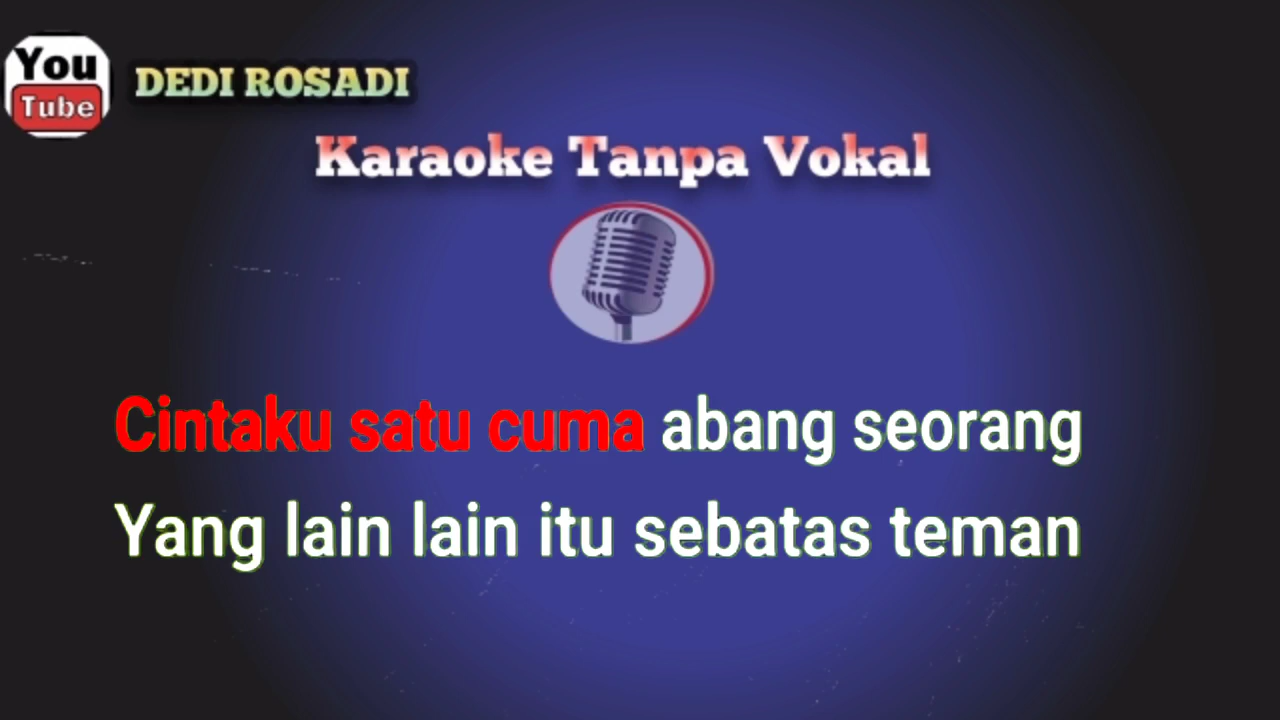 You
Tube
DEDI ROSADI
Karaoke Tanpa Vokal
Cintaku satu cuma abang seorang
Yang lain lain itu sebatas teman